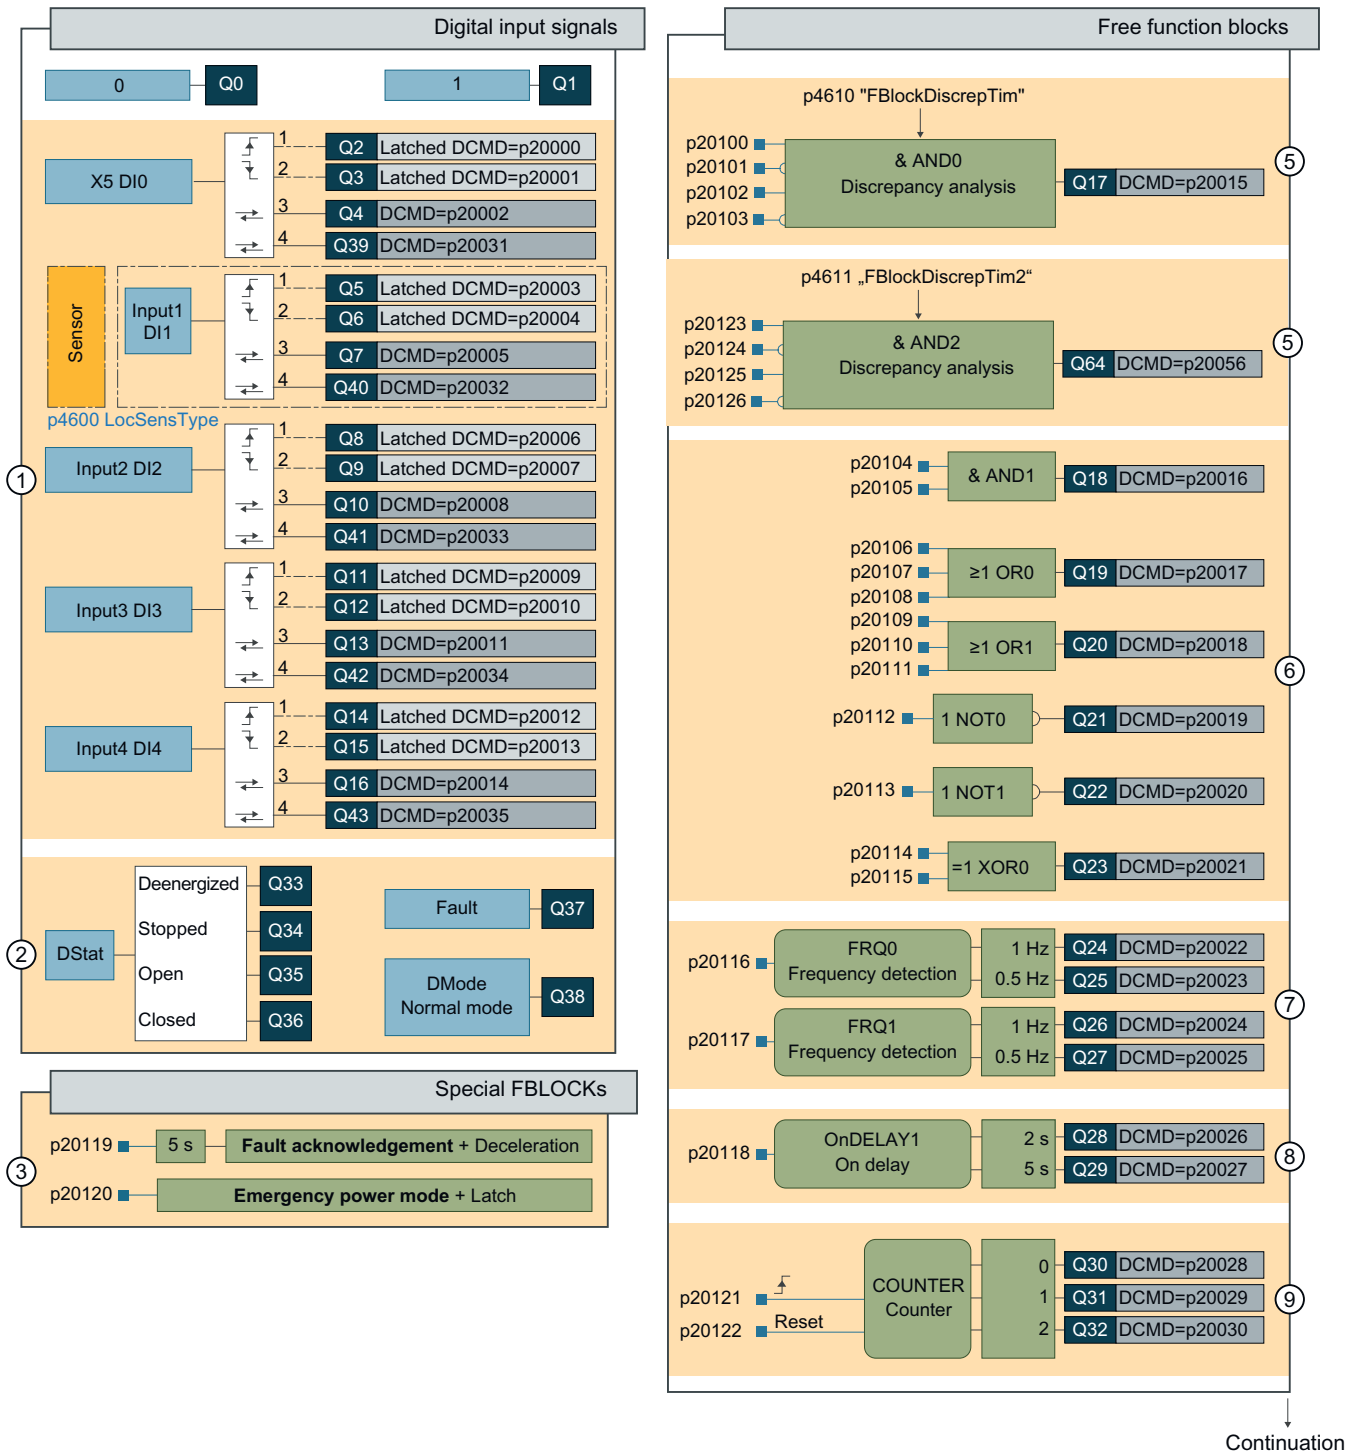 Digital input signals
0
Q0
1
Q1
X5 DI0
1
Q2 Latched DCMD=p20000
2
Q3 Latched DCMD=p20001
3
Q4 DCMD=p20002
4
Q39 DCMD=p20031
Sensor
Input1
DI1
1
Q5 Latched DCMD=p20003
2
Q6 Latched DCMD=p20004
3
Q7 DCMD=p20005
4
Q40 DCMD=p20032
p4600 LocSensType
1
Input2 DI2
1
Q8 Latched DCMD=p20006
2
Q9 Latched DCMD=p20007
3
Q10 DCMD=p20008
4
Q41 DCMD=p20033
Input3 DI3
1
Q11 Latched DCMD=p20009
2
Q12 Latched DCMD=p20010
3
Q13 DCMD=p20011
4
Q42 DCMD=p20034
Input4 DI4
1
Q14 Latched DCMD=p20012
2
Q15 Latched DCMD=p20013
3
Q16 DCMD=p20014
4
Q43 DCMD=p20035
2
DStat
Deenergized Q33
Stopped Q34
Open Q35
Closed Q36
Fault
Q37
DMode
Normal mode
Q38
Special FBLOCKs
3
p20119 5 s Fault acknowledgement + Deceleration
p20120 Emergency power mode + Latch
Free function blocks
p4610 "FBlockDiscrepTim"
p20100
p20101
p20102
p20103
& AND0
Discrepancy analysis
Q17 DCMD=p20015
5
p4611 „FBlockDiscrepTim2“
p20123
p20124
p20125
p20126
& AND2
Discrepancy analysis
Q64 DCMD=p20056
5
p20104
p20105
& AND1
Q18 DCMD=p20016
p20106
p20107
p20108
≥1 OR0
Q19 DCMD=p20017
p20109
p20110
p20111
≥1 OR1
Q20 DCMD=p20018
6
p20112 1 NOT0 Q21 DCMD=p20019
p20113 1 NOT1 Q22 DCMD=p20020
p20114
p20115
=1 XOR0
Q23 DCMD=p20021
p20116
FRQ0
Frequency detection
1 Hz Q24 DCMD=p20022
0.5 Hz Q25 DCMD=p20023
7
p20117
FRQ1
Frequency detection
1 Hz Q26 DCMD=p20024
0.5 Hz Q27 DCMD=p20025
p20118
OnDELAY1
On delay
2 s Q28 DCMD=p20026
5 s Q29 DCMD=p20027
8
p20121
p20122
Reset
COUNTER
Counter
0 Q30 DCMD=p20028
1 Q31 DCMD=p20029
2 Q32 DCMD=p20030
9
Continuation